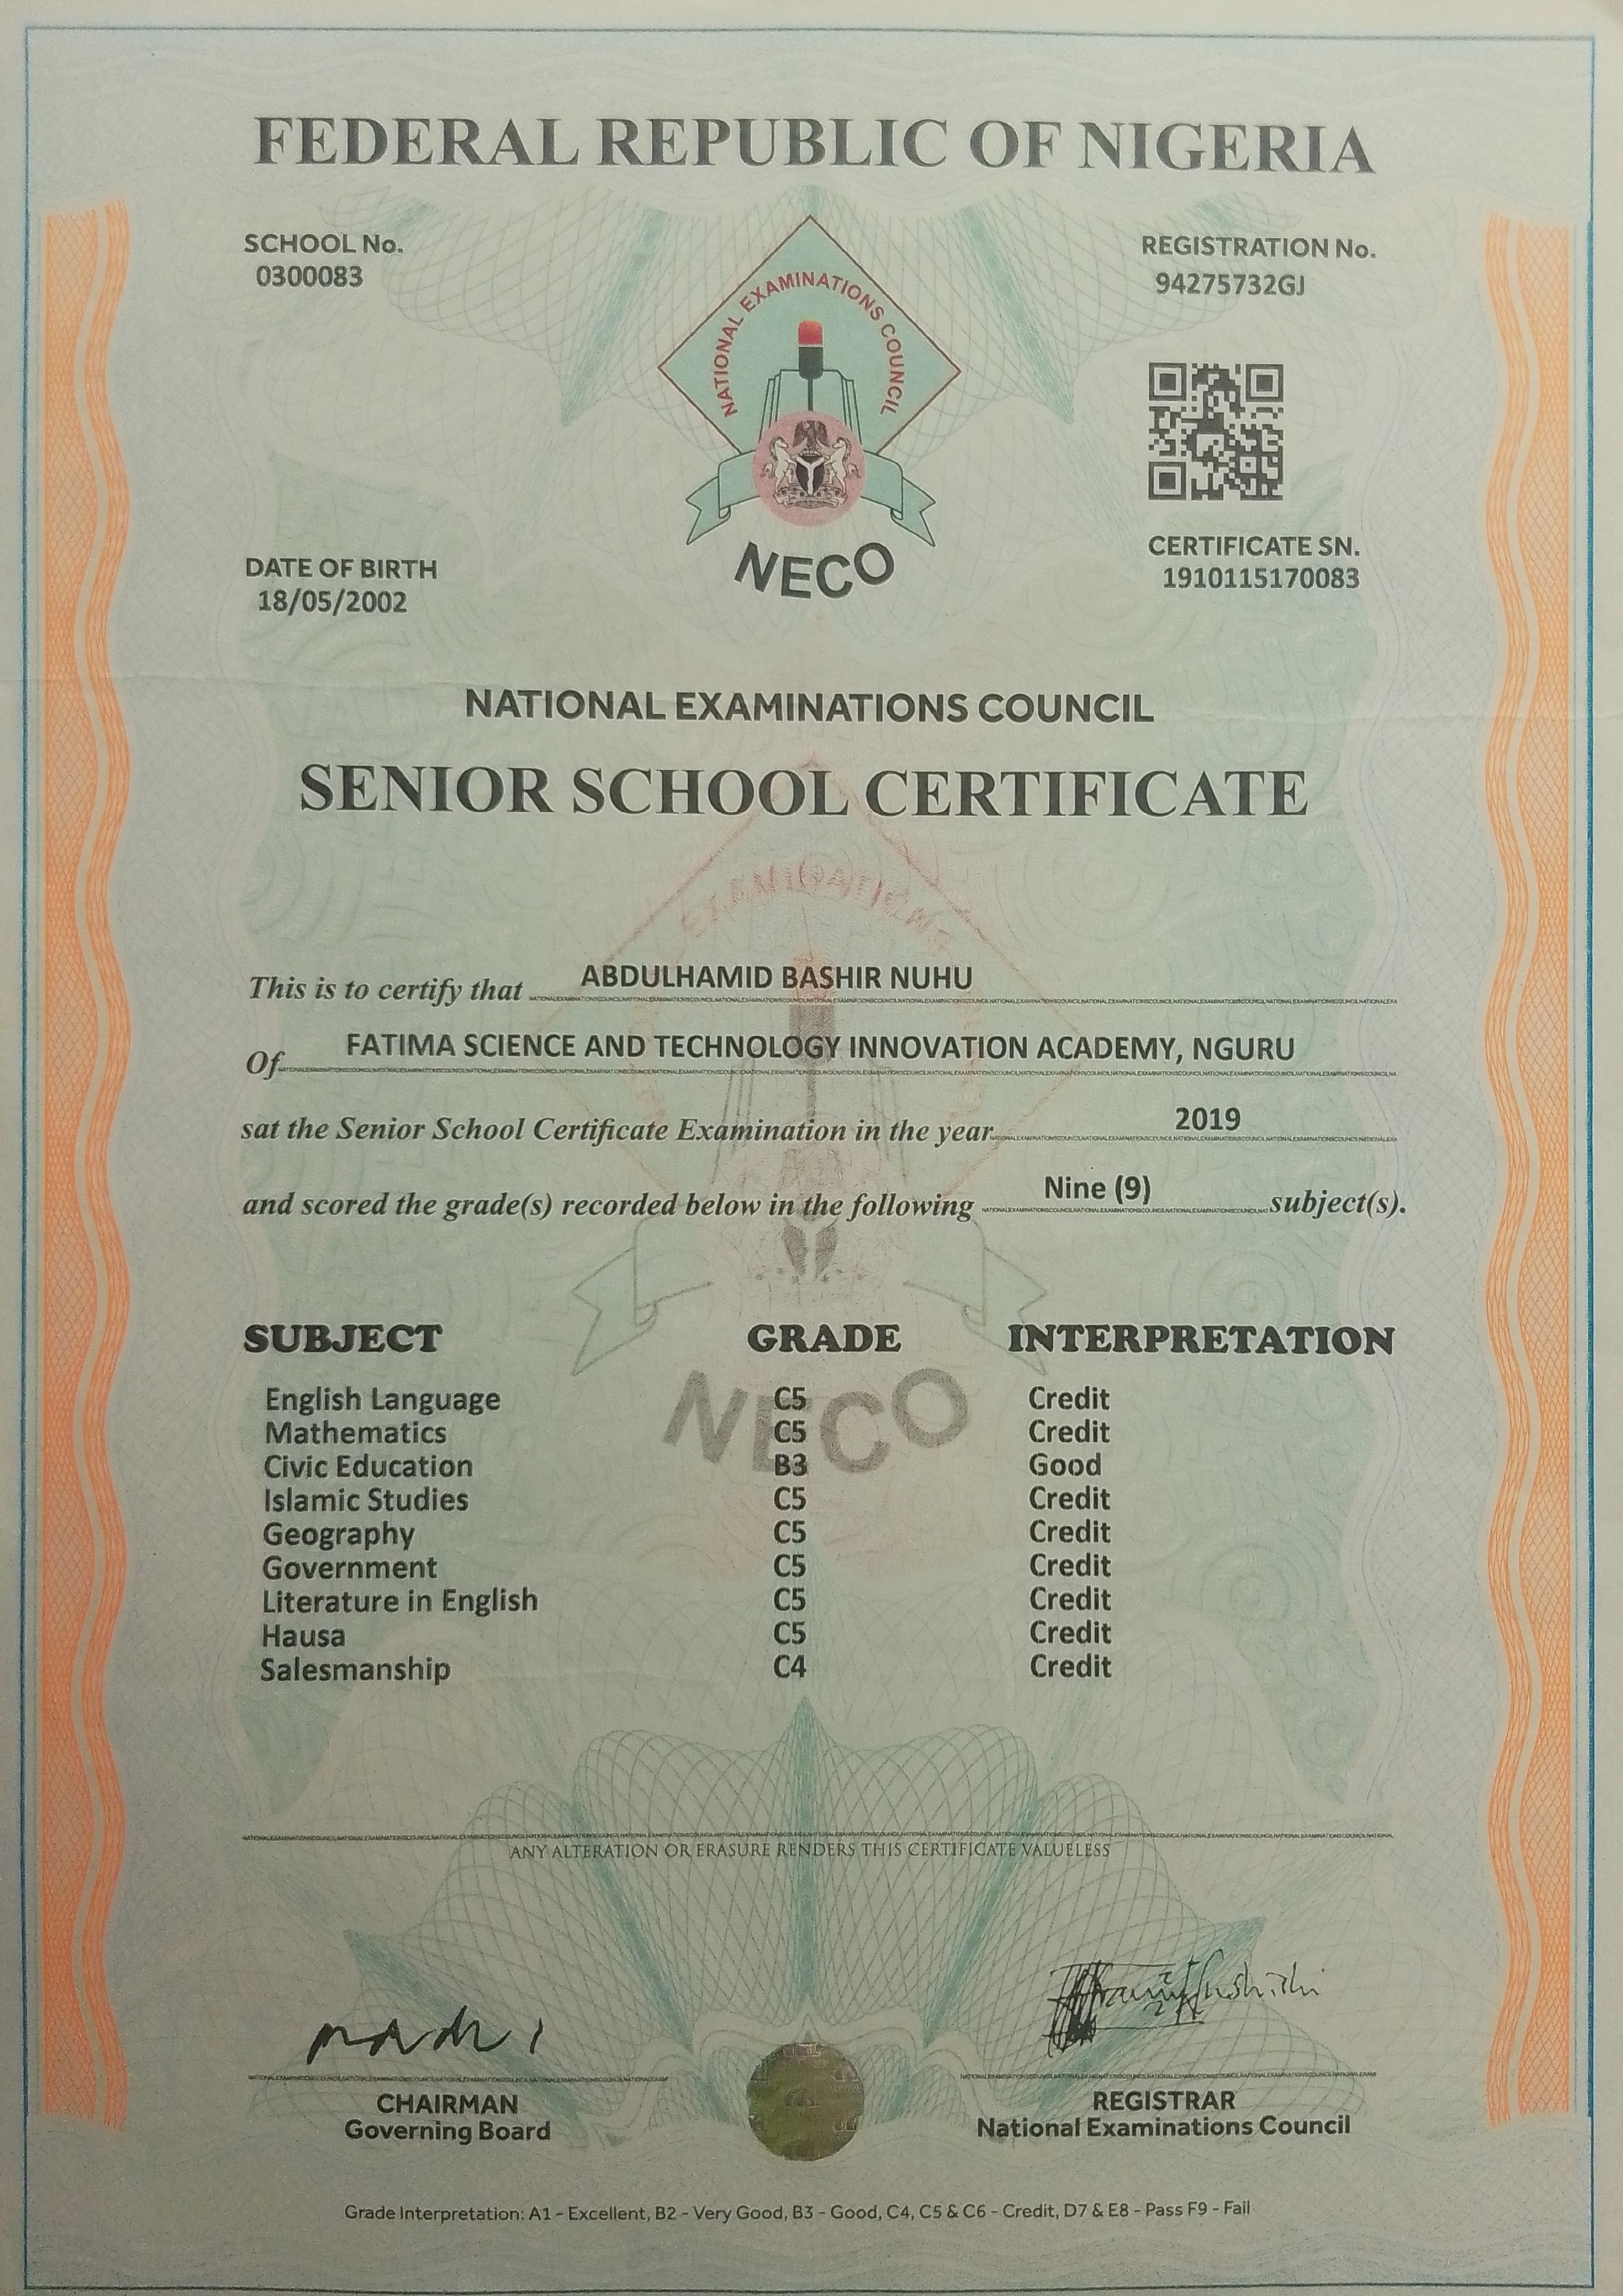 FEDERAL REPUBLIC OF NIGERIA
SCHOOL No.
0300083
REGISTRATION No.
94275732GJ
NATIONAL EXAMINATIONS COUNCIL
NECO
DATE OF BIRTH
18/05/2002
CERTIFICATE SN.
1910115170083
NATIONAL EXAMINATIONS COUNCIL
SENIOR SCHOOL CERTIFICATE
EXAMINATIONS
This is to certify that ABDULHAMID BASHIR NUHU
Of FATIMA SCIENCE AND TECHNOLOGY INNOVATION ACADEMY, NGURU
sat the Senior School Certificate Examination in the year 2019
and scored the grade(s) recorded below in the following Nine (9) subject(s).
SUBJECT GRADE INTERPRETATION
NECO
English Language C5 Credit
Mathematics C5 Credit
Civic Education B3 Good
Islamic Studies C5 Credit
Geography C5 Credit
Government C5 Credit
Literature in English C5 Credit
Hausa C5 Credit
Salesmanship C4 Credit
ANY ALTERATION OR ERASURE RENDERS THIS CERTIFICATE VALUELESS
CHAIRMAN
Governing Board
REGISTRAR
National Examinations Council
Grade Interpretation: A1 - Excellent, B2 - Very Good, B3 - Good, C4, C5 & C6 - Credit, D7 & E8 - Pass F9 - Fail